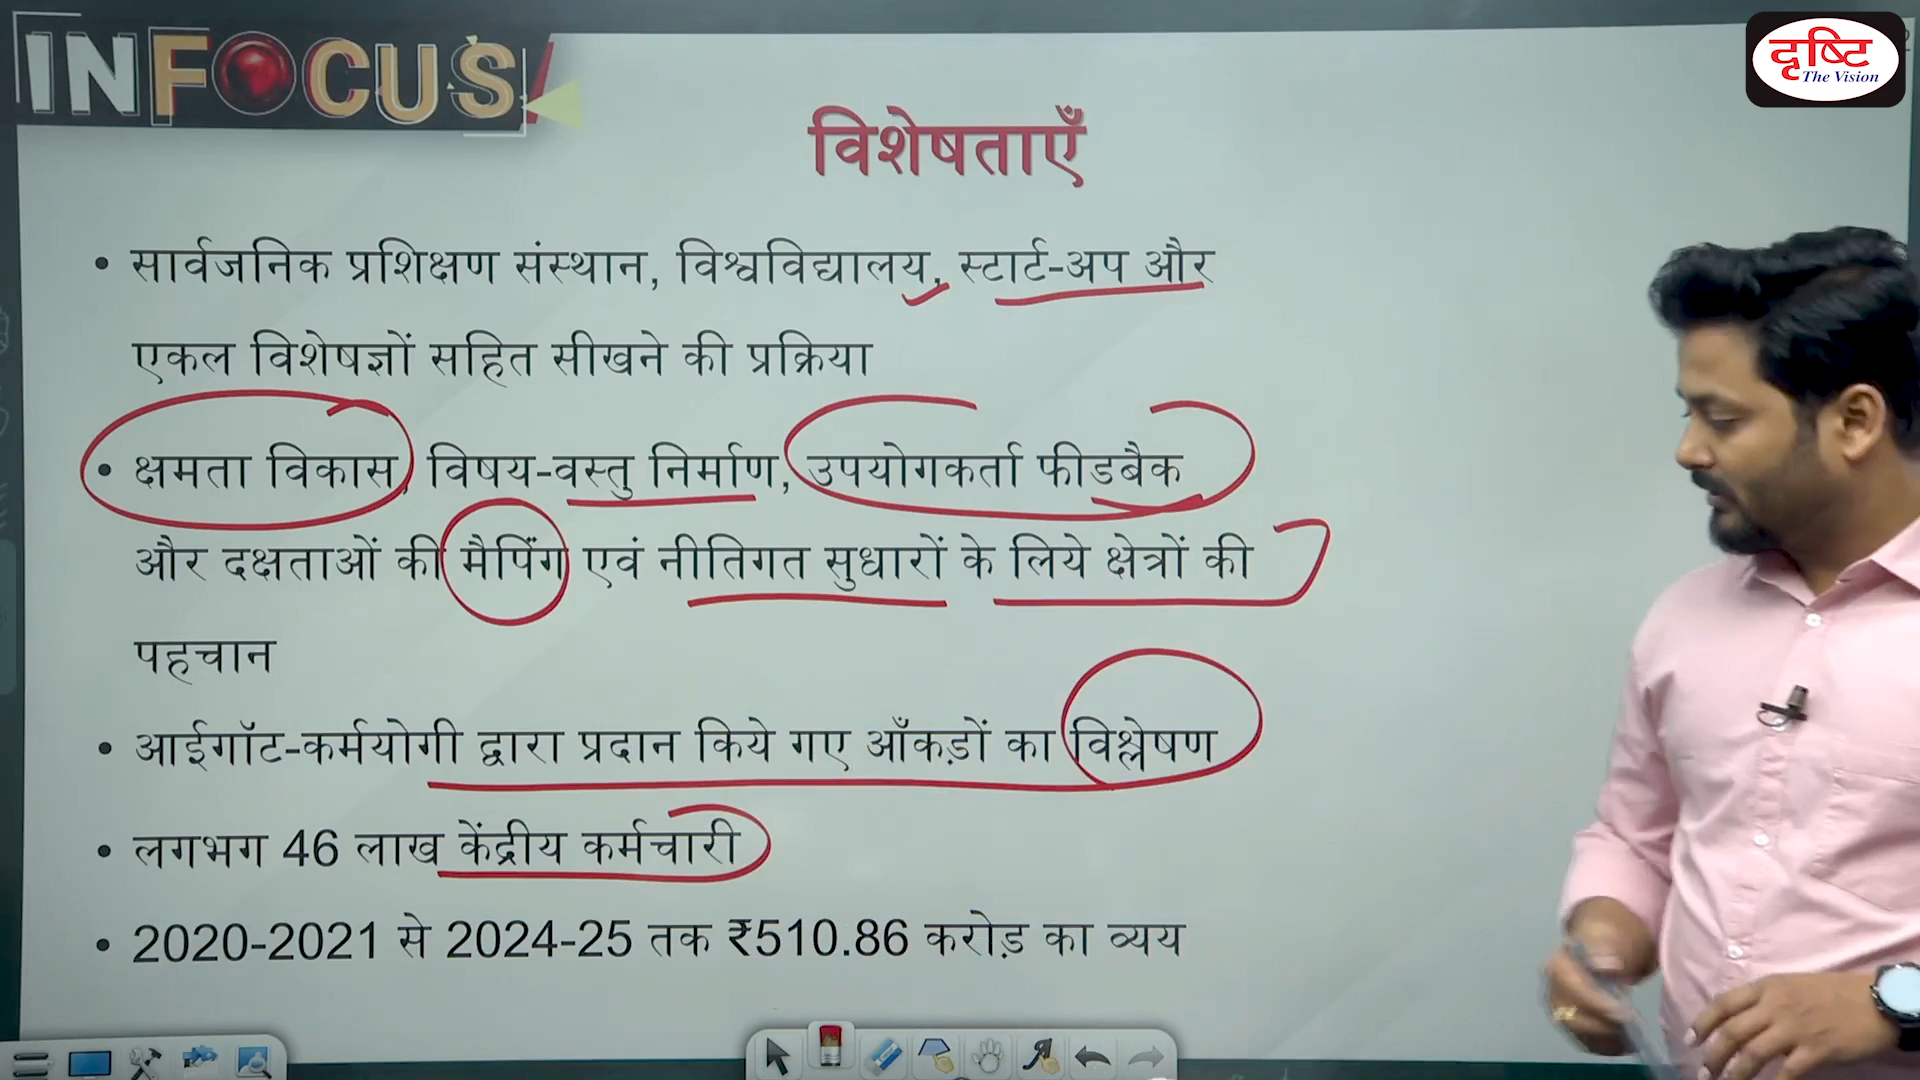 INFOCUS
दृष्टि
The Vision
विशेषताएँ
• सार्वजनिक प्रशिक्षण संस्थान, विश्वविद्यालय, स्टार्ट-अप और
एकल विशेषज्ञों सहित सीखने की प्रक्रिया
• क्षमता विकास, विषय-वस्तु निर्माण, उपयोगकर्ता फीडबैक
और दक्षताओं की मैपिंग एवं नीतिगत सुधारों के लिये क्षेत्रों की
पहचान
• आईगॉट-कर्मयोगी द्वारा प्रदान किये गए आँकड़ों का विश्लेषण
• लगभग 46 लाख केंद्रीय कर्मचारी
• 2020-2021 से 2024-25 तक ₹510.86 करोड़ का व्यय